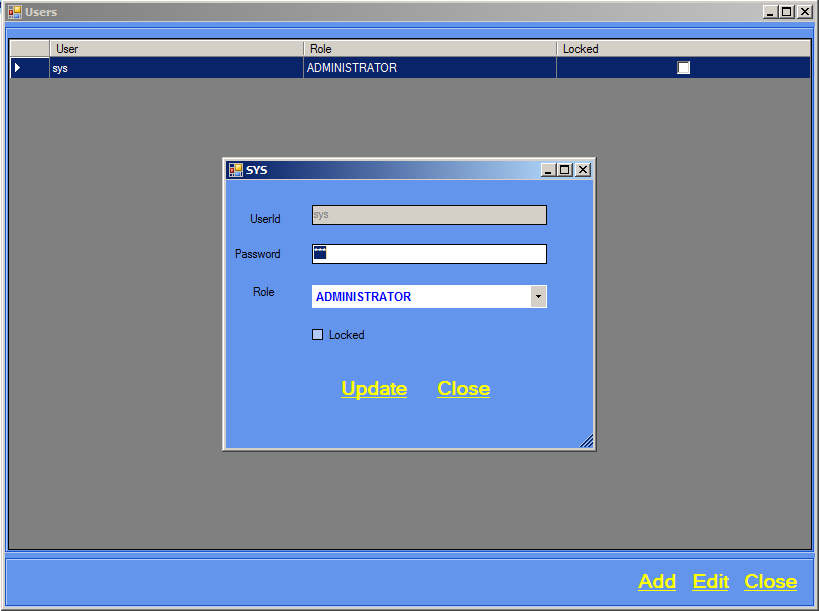 Users
User Role Locked
sys ADMINISTRATOR
SYS
UserId sys
Password ***
Role ADMINISTRATOR
Locked
Update Close
Add Edit Close